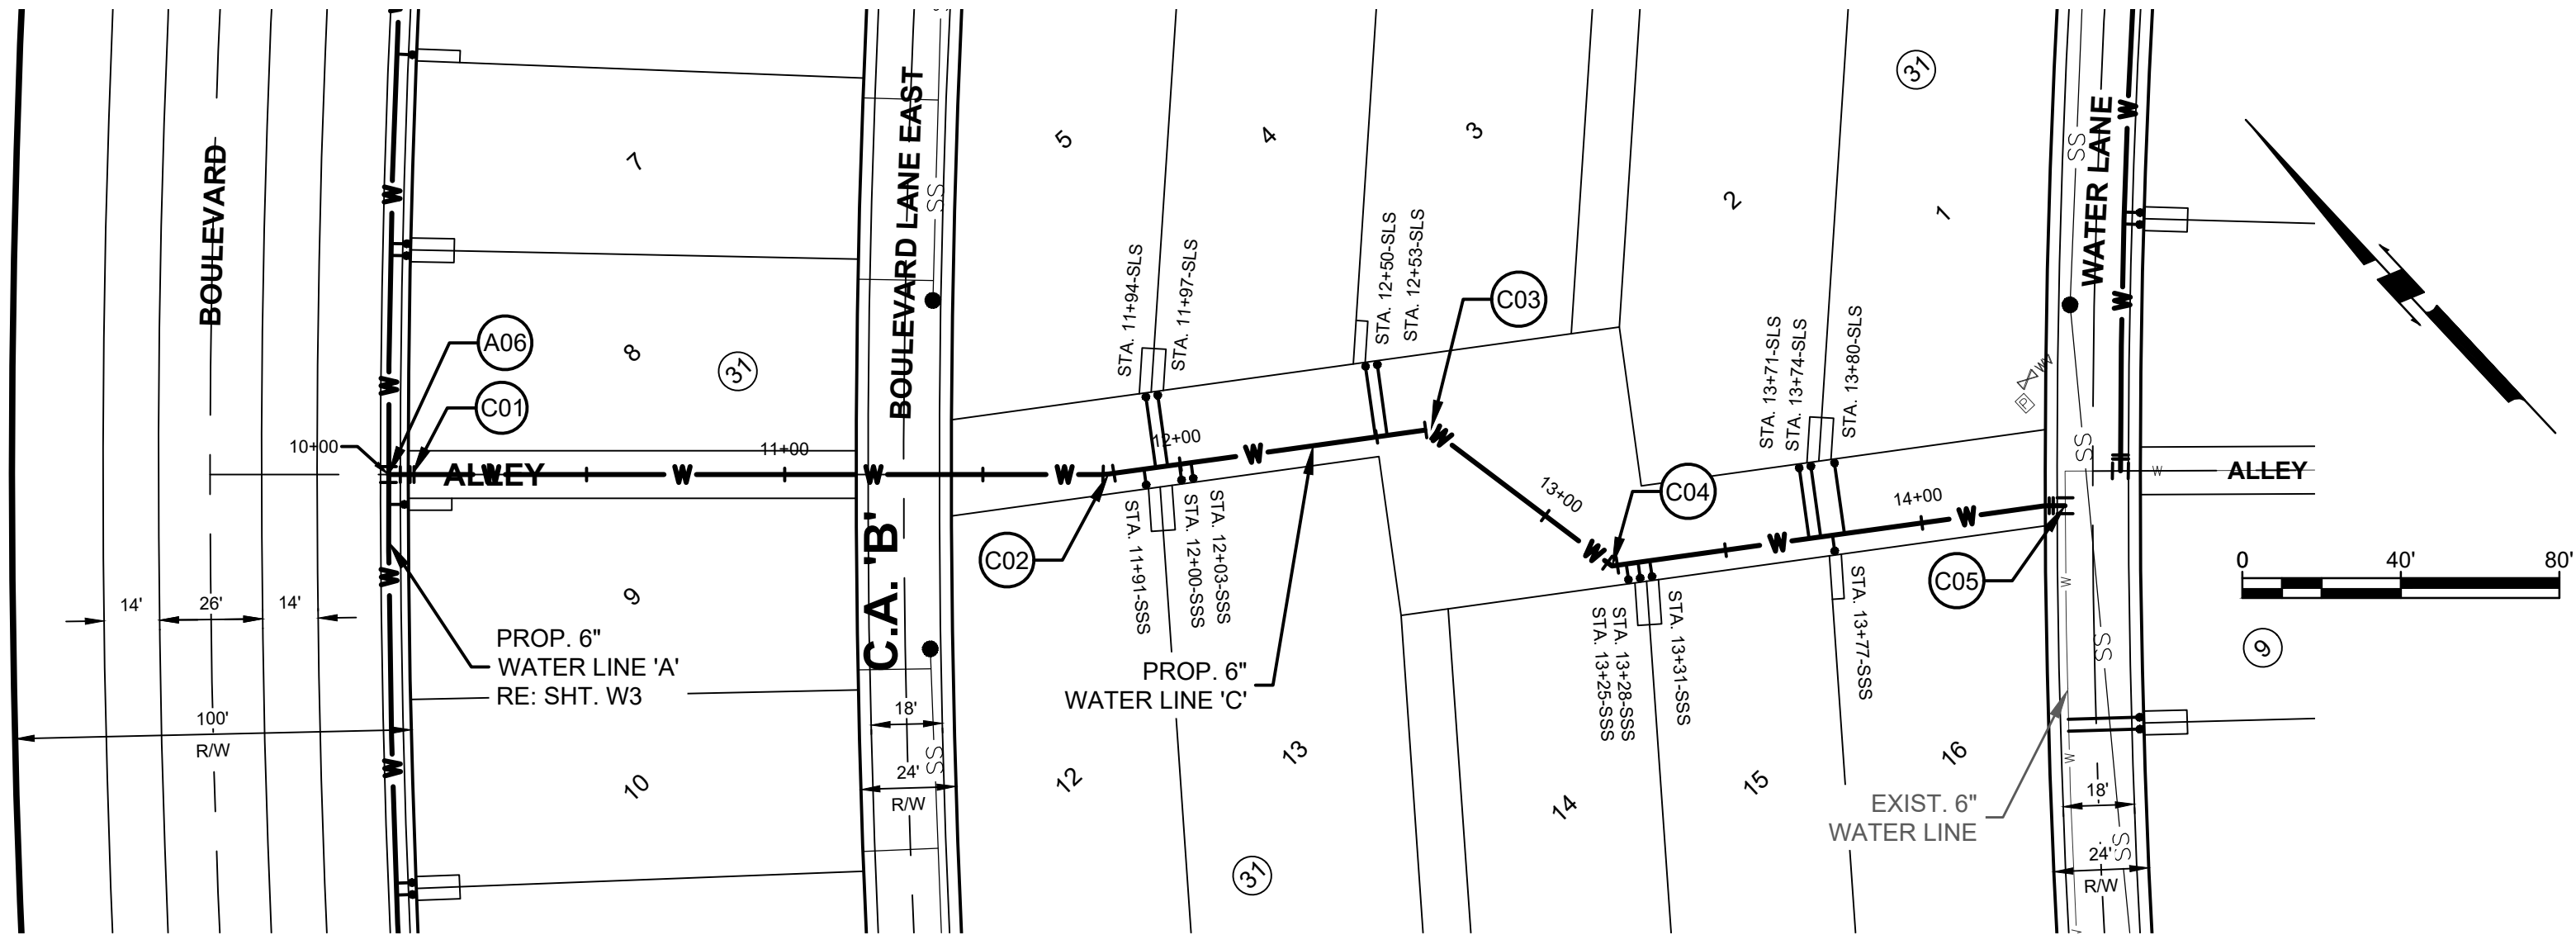 BOULEVARD
BOULEVARD LANE EAST
WATER LANE
7
8
9
10
31
5
4
3
2
1
31
A06
C01
10+00
ALLEY
W
11+00
12+00
13+00
14+00
C02
C03
C04
C05
STA. 11+94-SLS
STA. 11+97-SLS
STA. 12+50-SLS
STA. 12+53-SLS
STA. 13+71-SLS
STA. 13+74-SLS
STA. 13+80-SLS
STA. 11+91-SSS
STA. 12+00-SSS
STA. 12+03-SSS
STA. 13+25-SSS
STA. 13+28-SSS
STA. 13+31-SSS
STA. 13+77-SSS
C.A. 'B'
PROP. 6"
WATER LINE 'A'
RE: SHT. W3
PROP. 6"
WATER LINE 'C'
EXIST. 6"
WATER LINE
12
13
14
15
16
31
14'
26'
14'
100'
R/W
18'
24'
R/W
18'
24'
R/W
SS
SS
SS
SS
SS
SS
P
WV
W
ALLEY
9
0 40' 80'